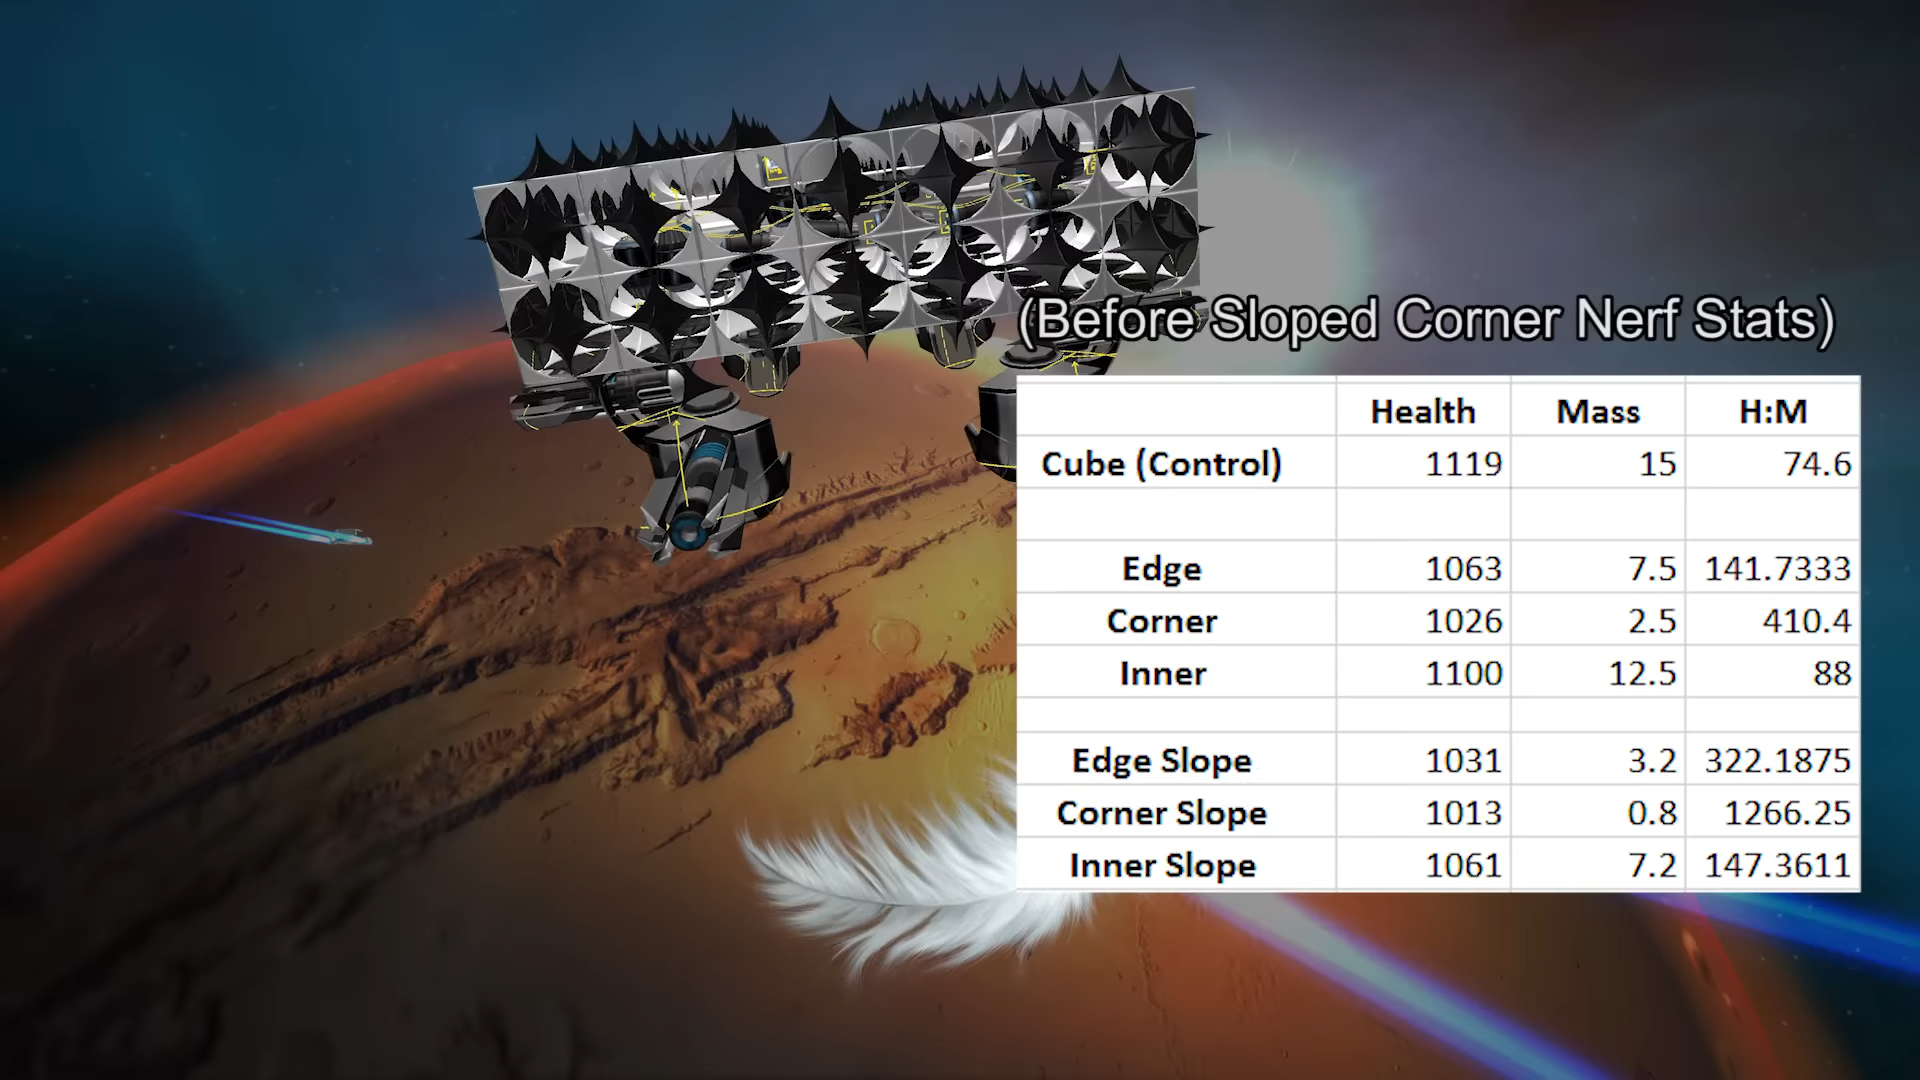 (Before Sloped Corner Nerf Stats)
Health Mass H:M
Cube (Control) 1119 15 74.6
Edge 1063 7.5 141.7333
Corner 1026 2.5 410.4
Inner 1100 12.5 88
Edge Slope 1031 3.2 322.1875
Corner Slope 1013 0.8 1266.25
Inner Slope 1061 7.2 147.3611